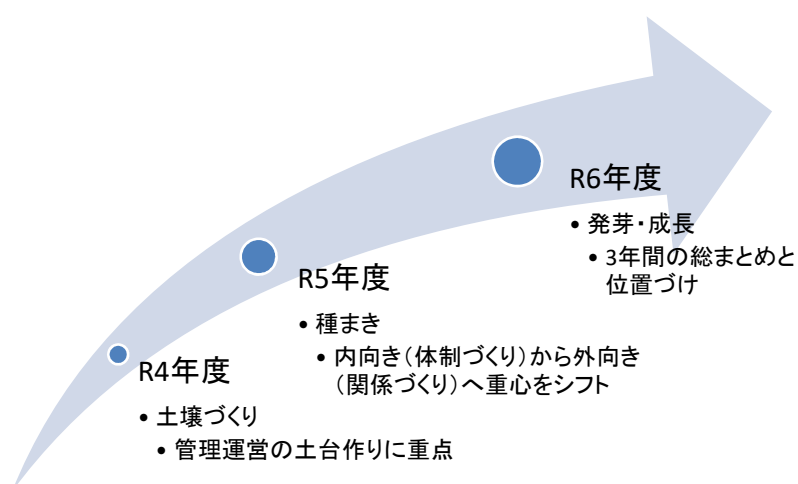 R6年度
• 発芽・成長
• 3年間の総まとめと
位置づけ
R5年度
• 種まき
• 内向き（体制づくり）から外向き
（関係づくり）へ重心をシフト
R4年度
• 土壌づくり
• 管理運営の土台作りに重点